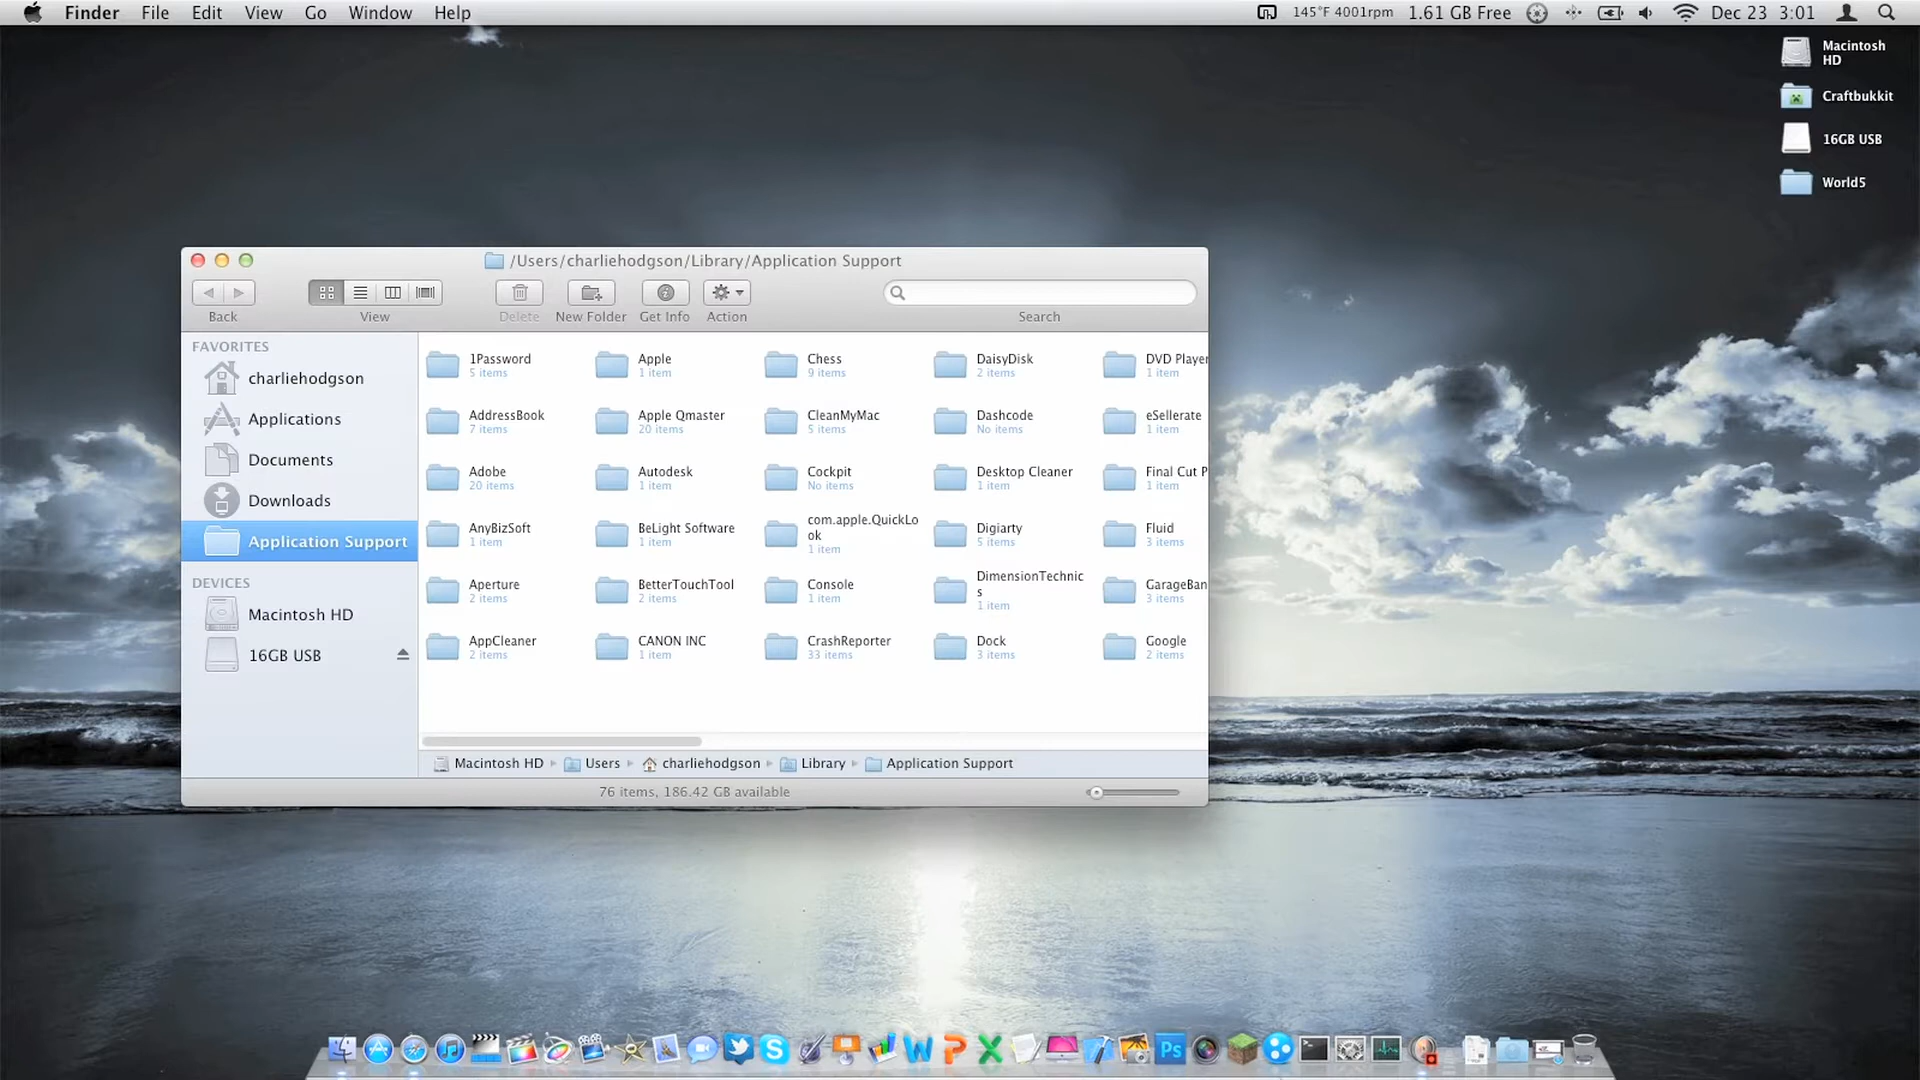 Finder File Edit View Go Window Help 145°F 4001rpm 1.61 GB Free Dec 23 3:01
Macintosh
HD
Craftbukkit
16GB USB
World5
/Users/charliehodgson/Library/Application Support
Back View Delete New Folder Get Info Action Search
FAVORITES
charliehodgson
Applications
Documents
Downloads
Application Support
DEVICES
Macintosh HD
16GB USB
1Password
5 items
Apple
1 item
Chess
9 items
DaisyDisk
2 items
DVD Player
1 item
AddressBook
7 items
Apple Qmaster
20 items
CleanMyMac
5 items
Dashcode
No items
eSellerate
1 item
Adobe
20 items
Autodesk
1 item
Cockpit
No items
Desktop Cleaner
1 item
Final Cut P
1 item
AnyBizSoft
1 item
BeLight Software
1 item
com.apple.QuickLo
ok
1 item
Digiarty
5 items
Fluid
3 items
Aperture
2 items
BetterTouchTool
2 items
Console
1 item
DimensionTechnic
s
1 item
GarageBan
3 items
AppCleaner
2 items
CANON INC
1 item
CrashReporter
33 items
Dock
3 items
Google
2 items
Macintosh HD Users charliehodgson Library Application Support
76 items, 186.42 GB available
Ps